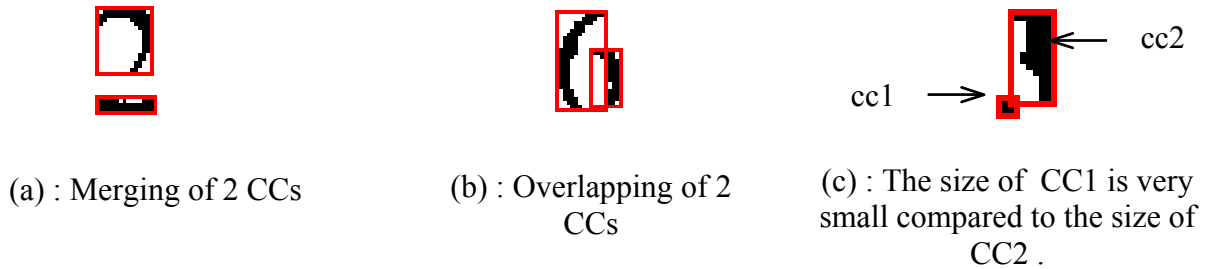 cc2
cc1
(a) : Merging of 2 CCs
(b) : Overlapping of 2
CCs
(c) : The size of CC1 is very
small compared to the size of
CC2 .